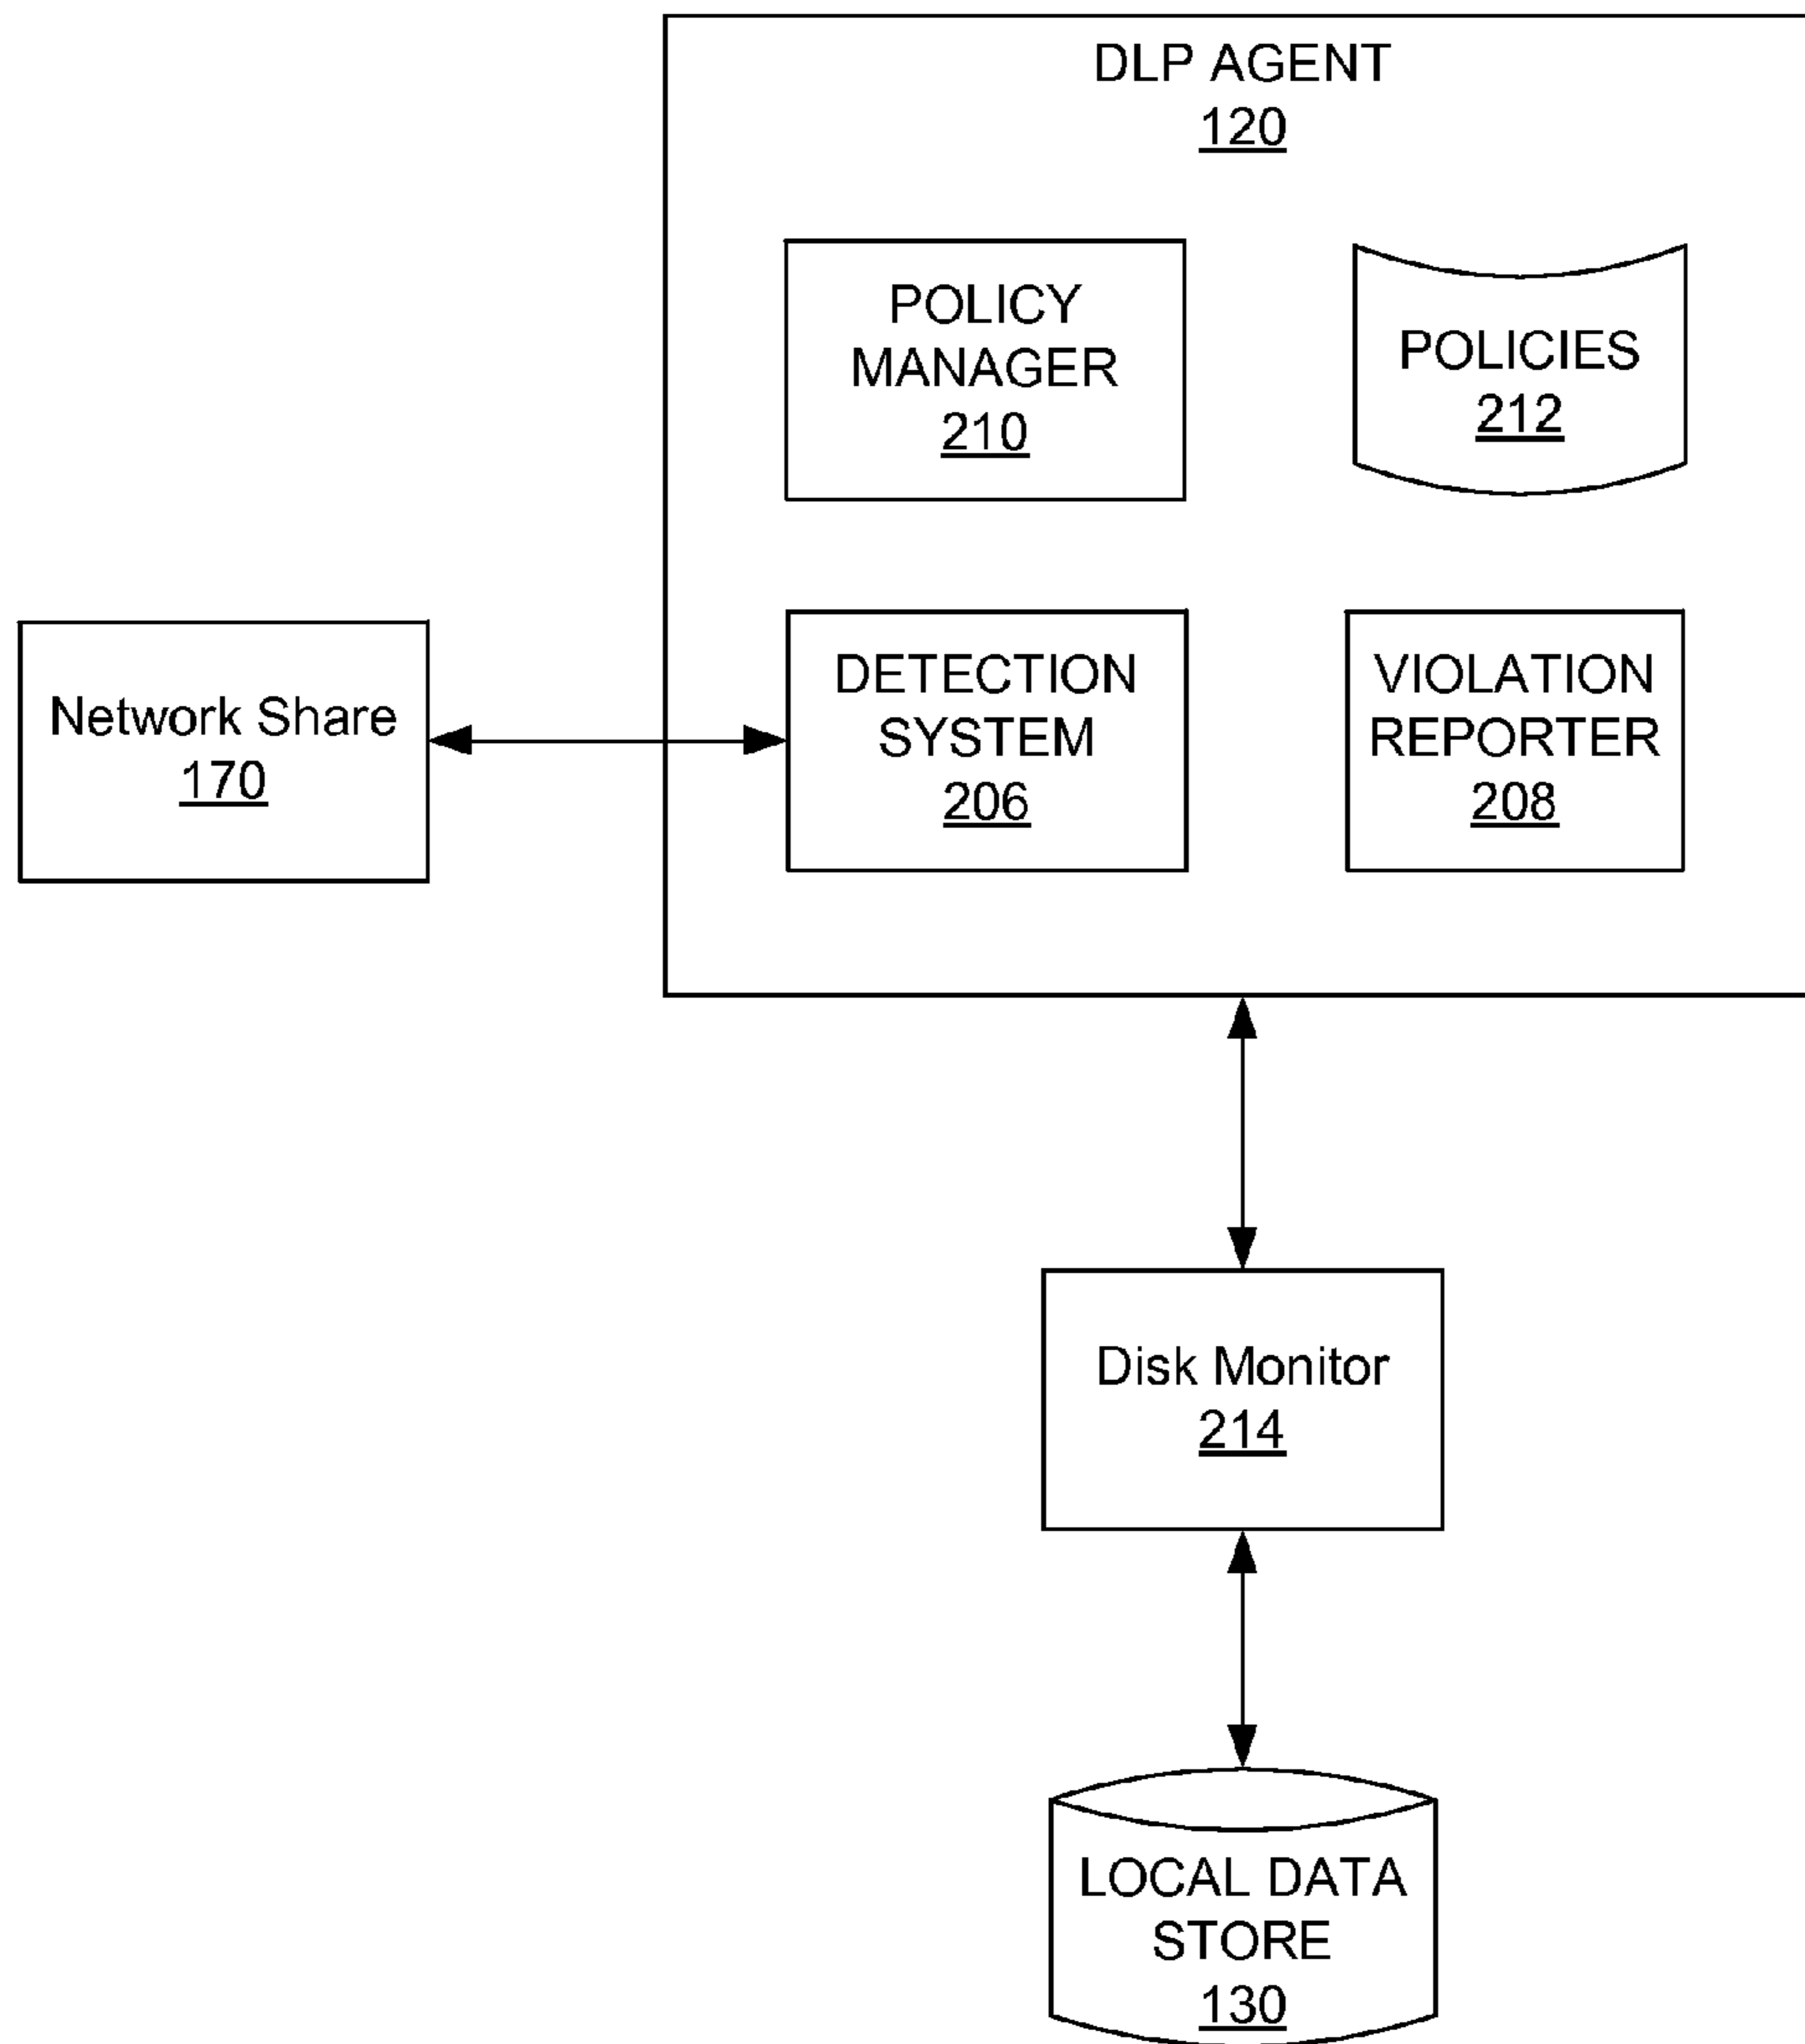 DLP AGENT
120
POLICY
MANAGER
210
POLICIES
212
Network Share
170
DETECTION
SYSTEM
206
VIOLATION
REPORTER
208
Disk Monitor
214
LOCAL DATA
STORE
130